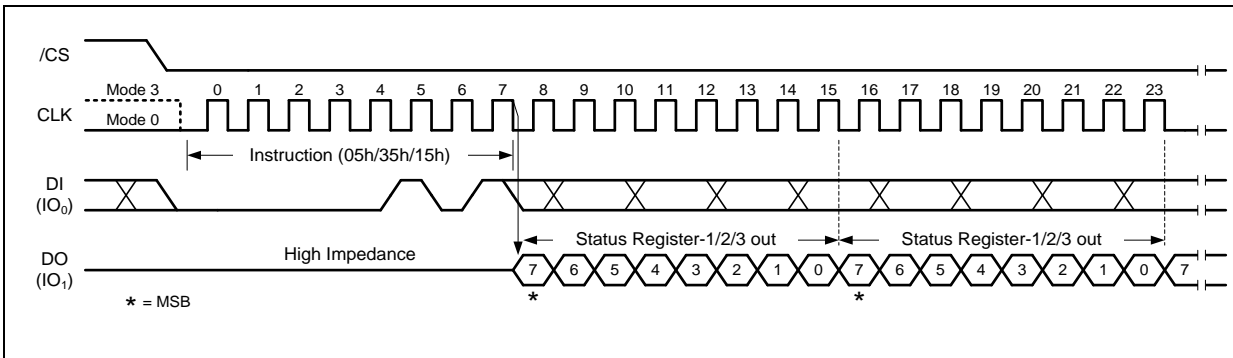 /CS
Mode 3
0 1 2 3 4 5 6 7 8 9 10 11 12 13 14 15 16 17 18 19 20 21 22 23
CLK
Mode 0
Instruction (05h/35h/15h)
DI
(IO0)
Status Register-1/2/3 out Status Register-1/2/3 out
High Impedance
DO
(IO1)
7 6 5 4 3 2 1 0 7 6 5 4 3 2 1 0 7
* = MSB * *